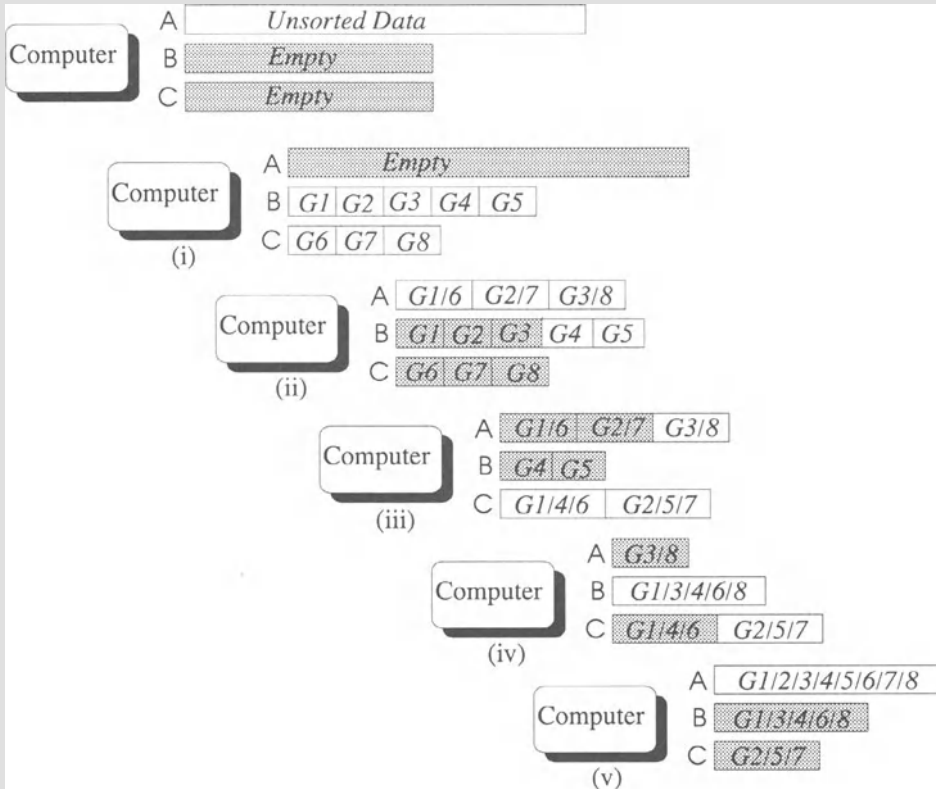 A Unsorted Data
Computer
B Empty
C Empty
A Empty
Computer
B G1 G2 G3 G4 G5
C G6 G7 G8
(i)
A G1/6 G2/7 G3/8
Computer
B G1 G2 G3 G4 G5
C G6 G7 G8
(ii)
A G1/6 G2/7 G3/8
Computer
B G4 G5
C G1/4/6 G2/5/7
(iii)
A G3/8
Computer
B G1/3/4/6/8
C G1/4/6 G2/5/7
(iv)
A G1/2/3/4/5/6/7/8
Computer
B G1/3/4/6/8
C G2/5/7
(v)